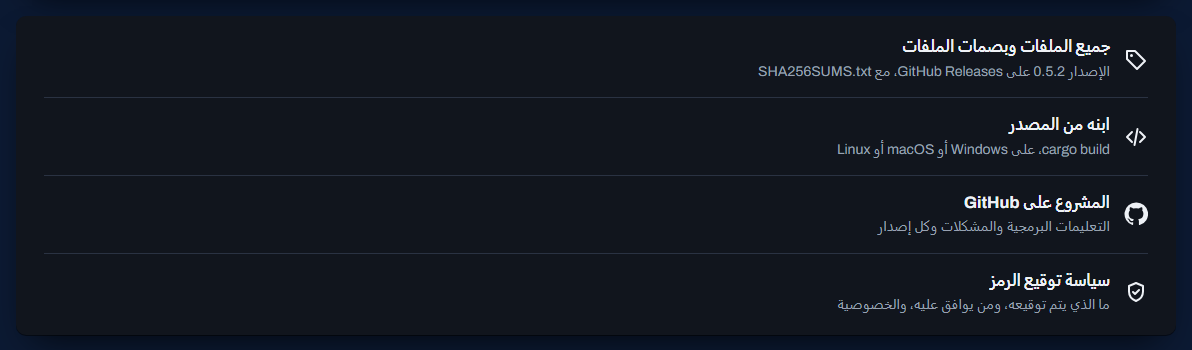 جميع الملفات وبصمات الملفات
الإصدار 0.5.2 على GitHub Releases، مع SHA256SUMS.txt
ابنه من المصدر
cargo build، على Windows أو macOS أو Linux
المشروع على GitHub
التعليمات البرمجية والمشكلات وكل إصدار
سياسة توقيع الرمز
ما الذي يتم توقيعه، ومن يوافق عليه، والخصوصية